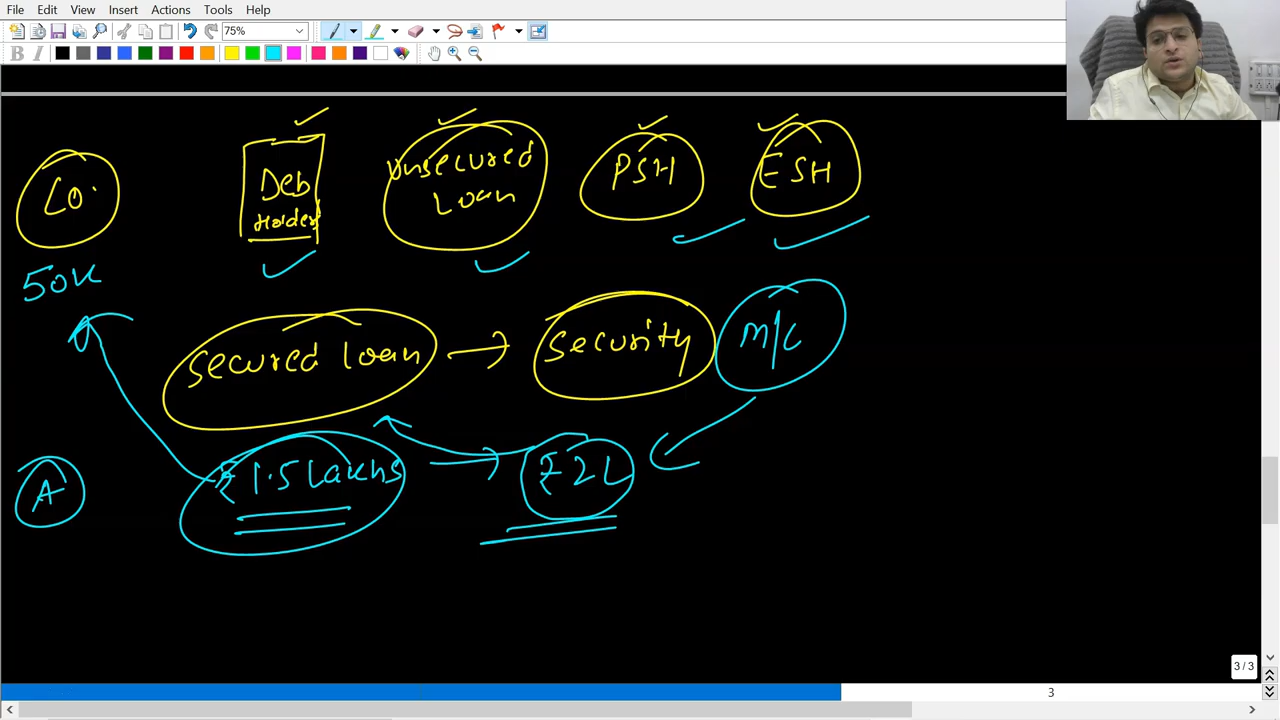 File Edit View Insert Actions Tools Help
75%
B I
CO.
Deb Holder
Unsecured Loan
PSH
ESH
50K
Secured loan → Security
M/C
A
₹1.5 Lakhs → ₹2L
3 / 3
3